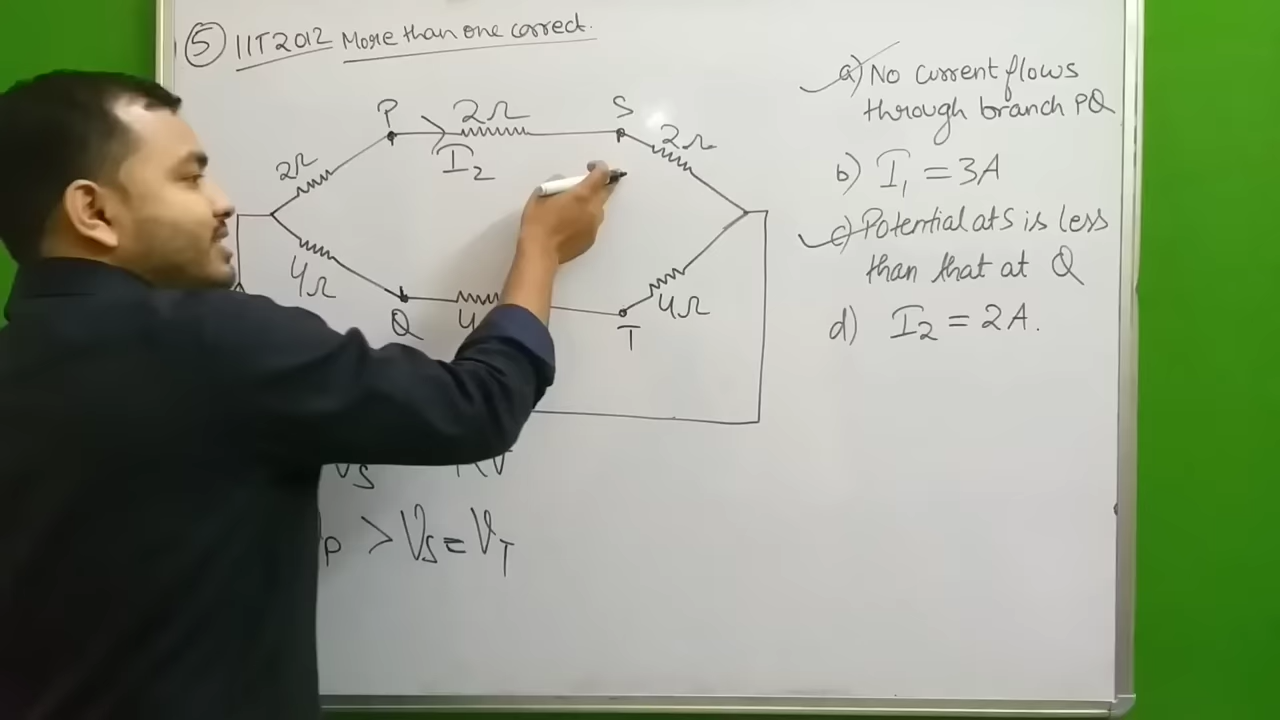 5 IIT2012 More than one correct.
P 2Ω S
I2
2Ω
2Ω
4Ω
4Ω
Q
T
a) No current flows
through branch PQ
b) I1 = 3A
c) Potential at S is less
than that at Q
d) I2 = 2A.
P > VS = VT